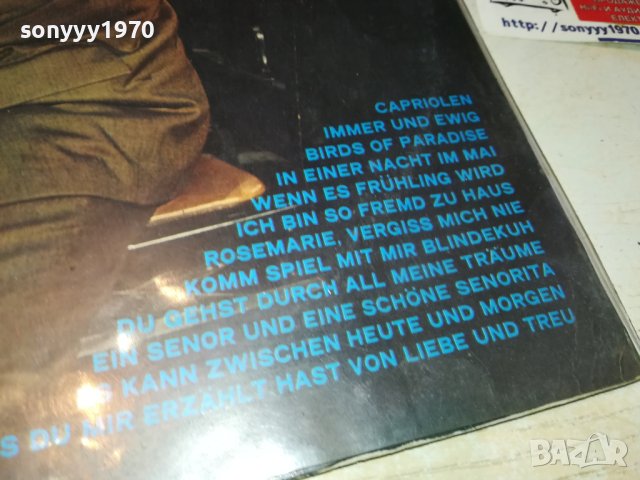 sonyyy1970
sonyyy1970
http://sonyyy1970
CAPRIOLEN
IMMER UND EWIG
BIRDS OF PARADISE
IN EINER NACHT IM MAI
WENN ES FRÜHLING WIRD
ICH BIN SO FREMD ZU HAUS
ROSEMARIE, VERGISS MICH NIE
KOMM SPIEL MIT MIR BLINDEKUH
DU GEHST DURCH ALL MEINE TRÄUME
EIN SENOR UND EINE SCHÖNE SENORITA
KANN ZWISCHEN HEUTE UND MORGEN
S DU MIR ERZÄHLT HAST VON LIEBE UND TREU
sonyyy1970
BAZAR